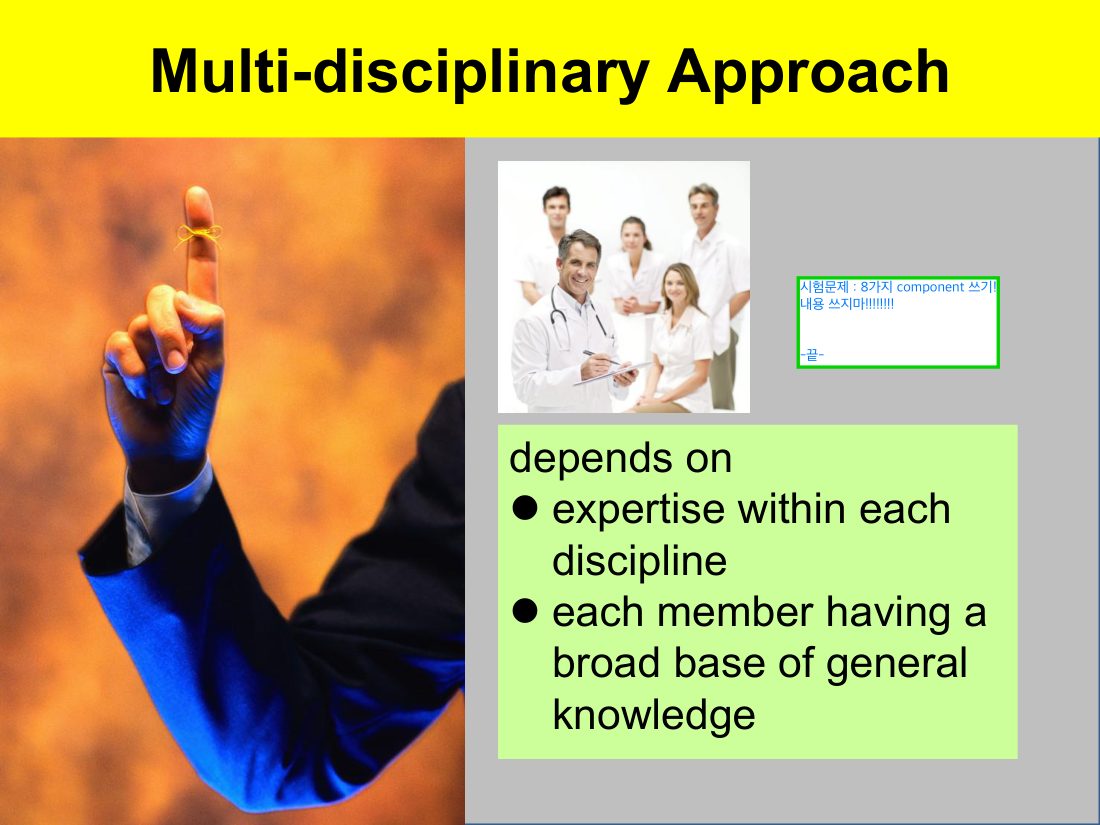 Multi-disciplinary Approach
시험문제 : 8가지 component 쓰기!
내용 쓰지마!!!!!!!!
-끝-
depends on
● expertise within each
discipline
● each member having a
broad base of general
knowledge